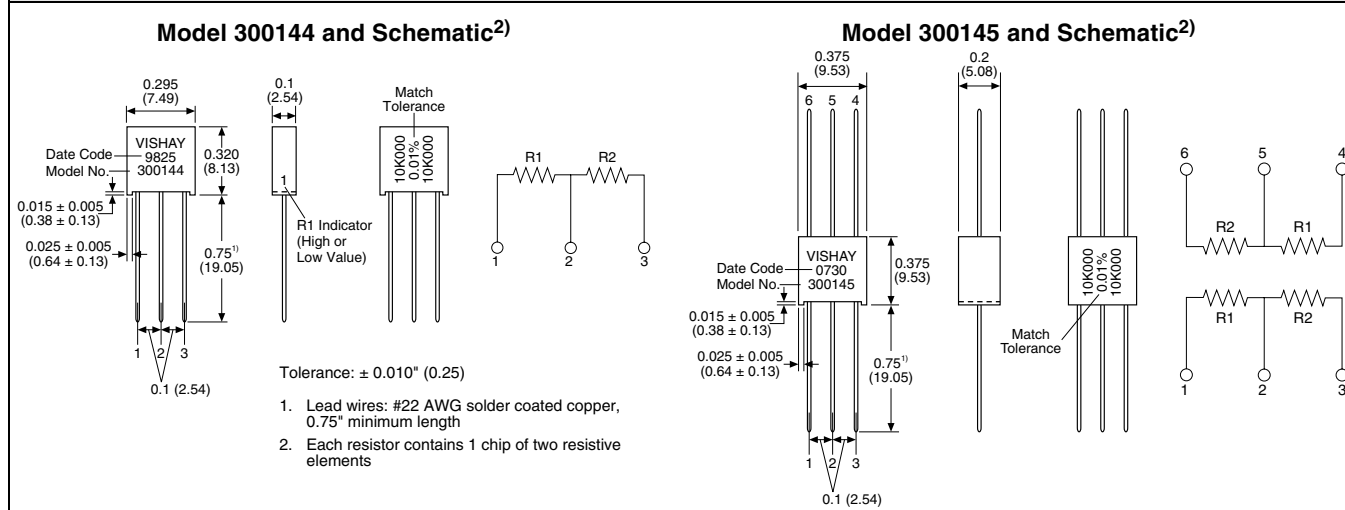 Model 300144 and Schematic2)
0.295
(7.49)
0.1
(2.54)
Match
Tolerance
VISHAY
9825
300144
Date Code
Model No.
0.320
(8.13)
1
10K000
0.01%
10K000
R1
R2
0.015 ± 0.005
(0.38 ± 0.13)
0.025 ± 0.005
(0.64 ± 0.13)
0.75 1)
(19.05)
R1 Indicator
(High or
Low Value)
1
2
3
1
2
3
0.1 (2.54)
Tolerance: ± 0.010" (0.25)
1. Lead wires: #22 AWG solder coated copper,
0.75" minimum length
2. Each resistor contains 1 chip of two resistive
elements
Model 300145 and Schematic2)
0.375
(9.53)
0.2
(5.08)
6
5
4
VISHAY
0730
300145
Date Code
Model No.
0.375
(9.53)
10K000
0.01%
10K000
Match
Tolerance
0.015 ± 0.005
(0.38 ± 0.13)
0.025 ± 0.005
(0.64 ± 0.13)
0.75 1)
(19.05)
1
2
3
0.1 (2.54)
6
5
4
R2
R1
R1
R2
1
2
3